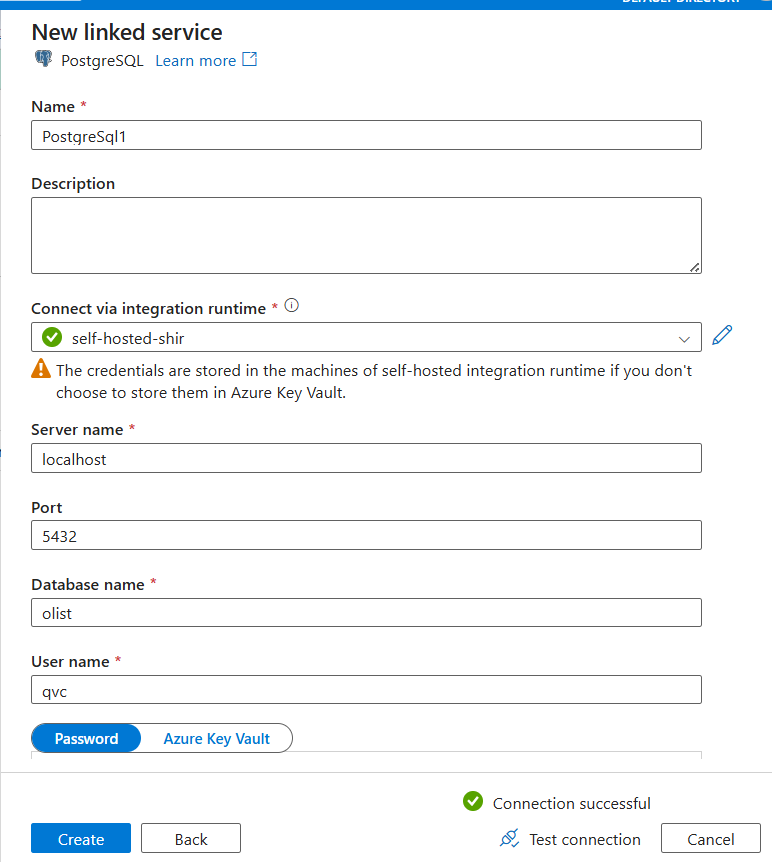 New linked service
PostgreSQL Learn more
Name *
PostgreSql1
Description
Connect via integration runtime *
self-hosted-shir
The credentials are stored in the machines of self-hosted integration runtime if you don't
choose to store them in Azure Key Vault.
Server name *
localhost
Port
5432
Database name *
olist
User name *
qvc
Password Azure Key Vault
Connection successful
Create Back Test connection Cancel